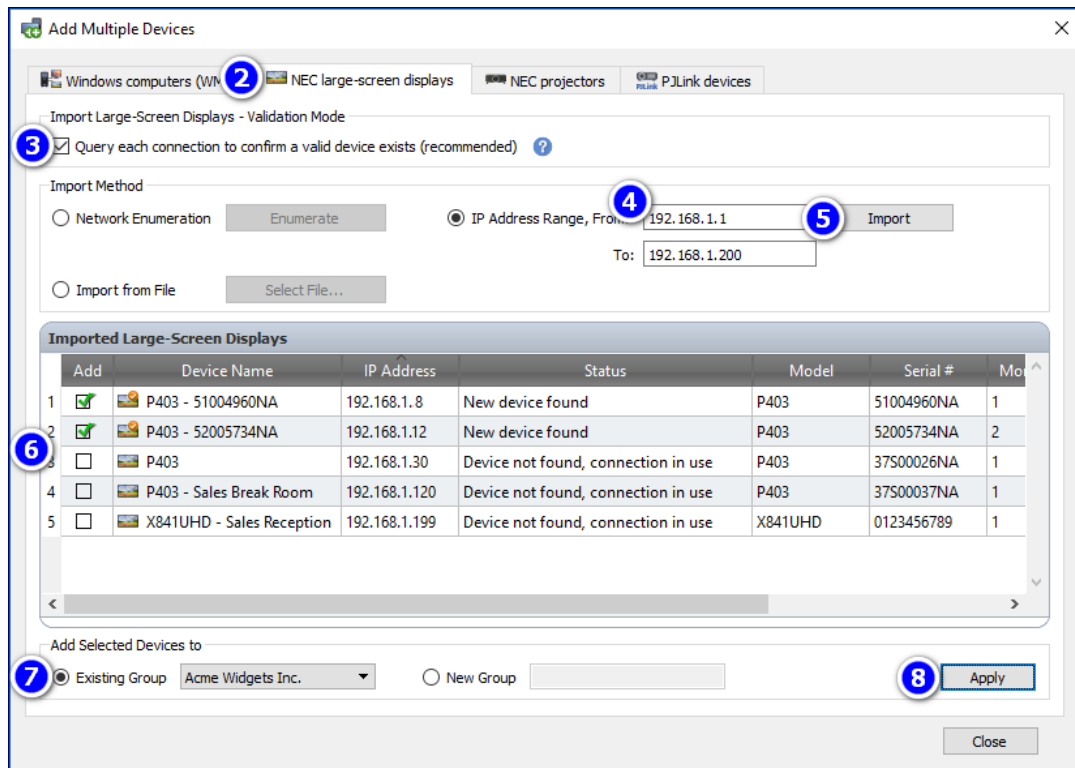 Add Multiple Devices
Windows computers (WM
2
NEC large-screen displays
NEC projectors
PJLink
PJLink devices
Import Large-Screen Displays - Validation Mode
3
Query each connection to confirm a valid device exists (recommended)
?
Import Method
Network Enumeration
Enumerate
IP Address Range, From
4
192.168.1.1
5
Import
To:
192.168.1.200
Import from File
Select File...
Imported Large-Screen Displays
Add Device Name IP Address Status Model Serial # Mo
1 P403 - 51004960NA 192.168.1.8 New device found P403 51004960NA 1
2 P403 - 52005734NA 192.168.1.12 New device found P403 52005734NA 2
6
3 P403 192.168.1.30 Device not found, connection in use P403 37S00026NA 1
4 P403 - Sales Break Room 192.168.1.120 Device not found, connection in use P403 37S00037NA 1
5 X841UHD - Sales Reception 192.168.1.199 Device not found, connection in use X841UHD 0123456789 1
Add Selected Devices to
7
Existing Group
Acme Widgets Inc.
New Group
8
Apply
Close